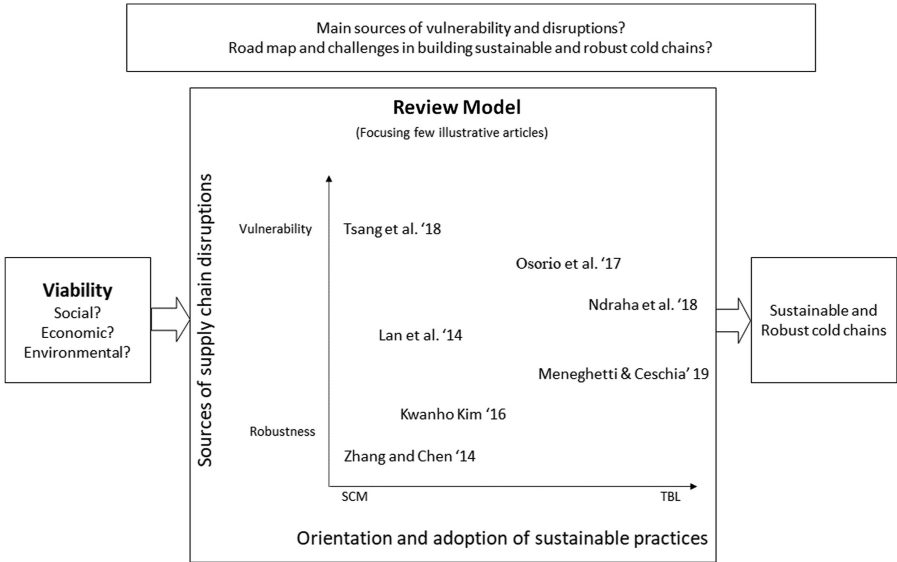 Main sources of vulnerability and disruptions?
Road map and challenges in building sustainable and robust cold chains?
Review Model
(Focusing few illustrative articles)
Sources of supply chain disruptions
Vulnerability
Tsang et al. ‘18
Osorio et al. ‘17
Ndraha et al. ‘18
Lan et al. ‘14
Meneghetti & Ceschia’ 19
Kwanho Kim ‘16
Robustness
Zhang and Chen ‘14
SCM
TBL
Orientation and adoption of sustainable practices
Viability
Social?
Economic?
Environmental?
Sustainable and
Robust cold chains